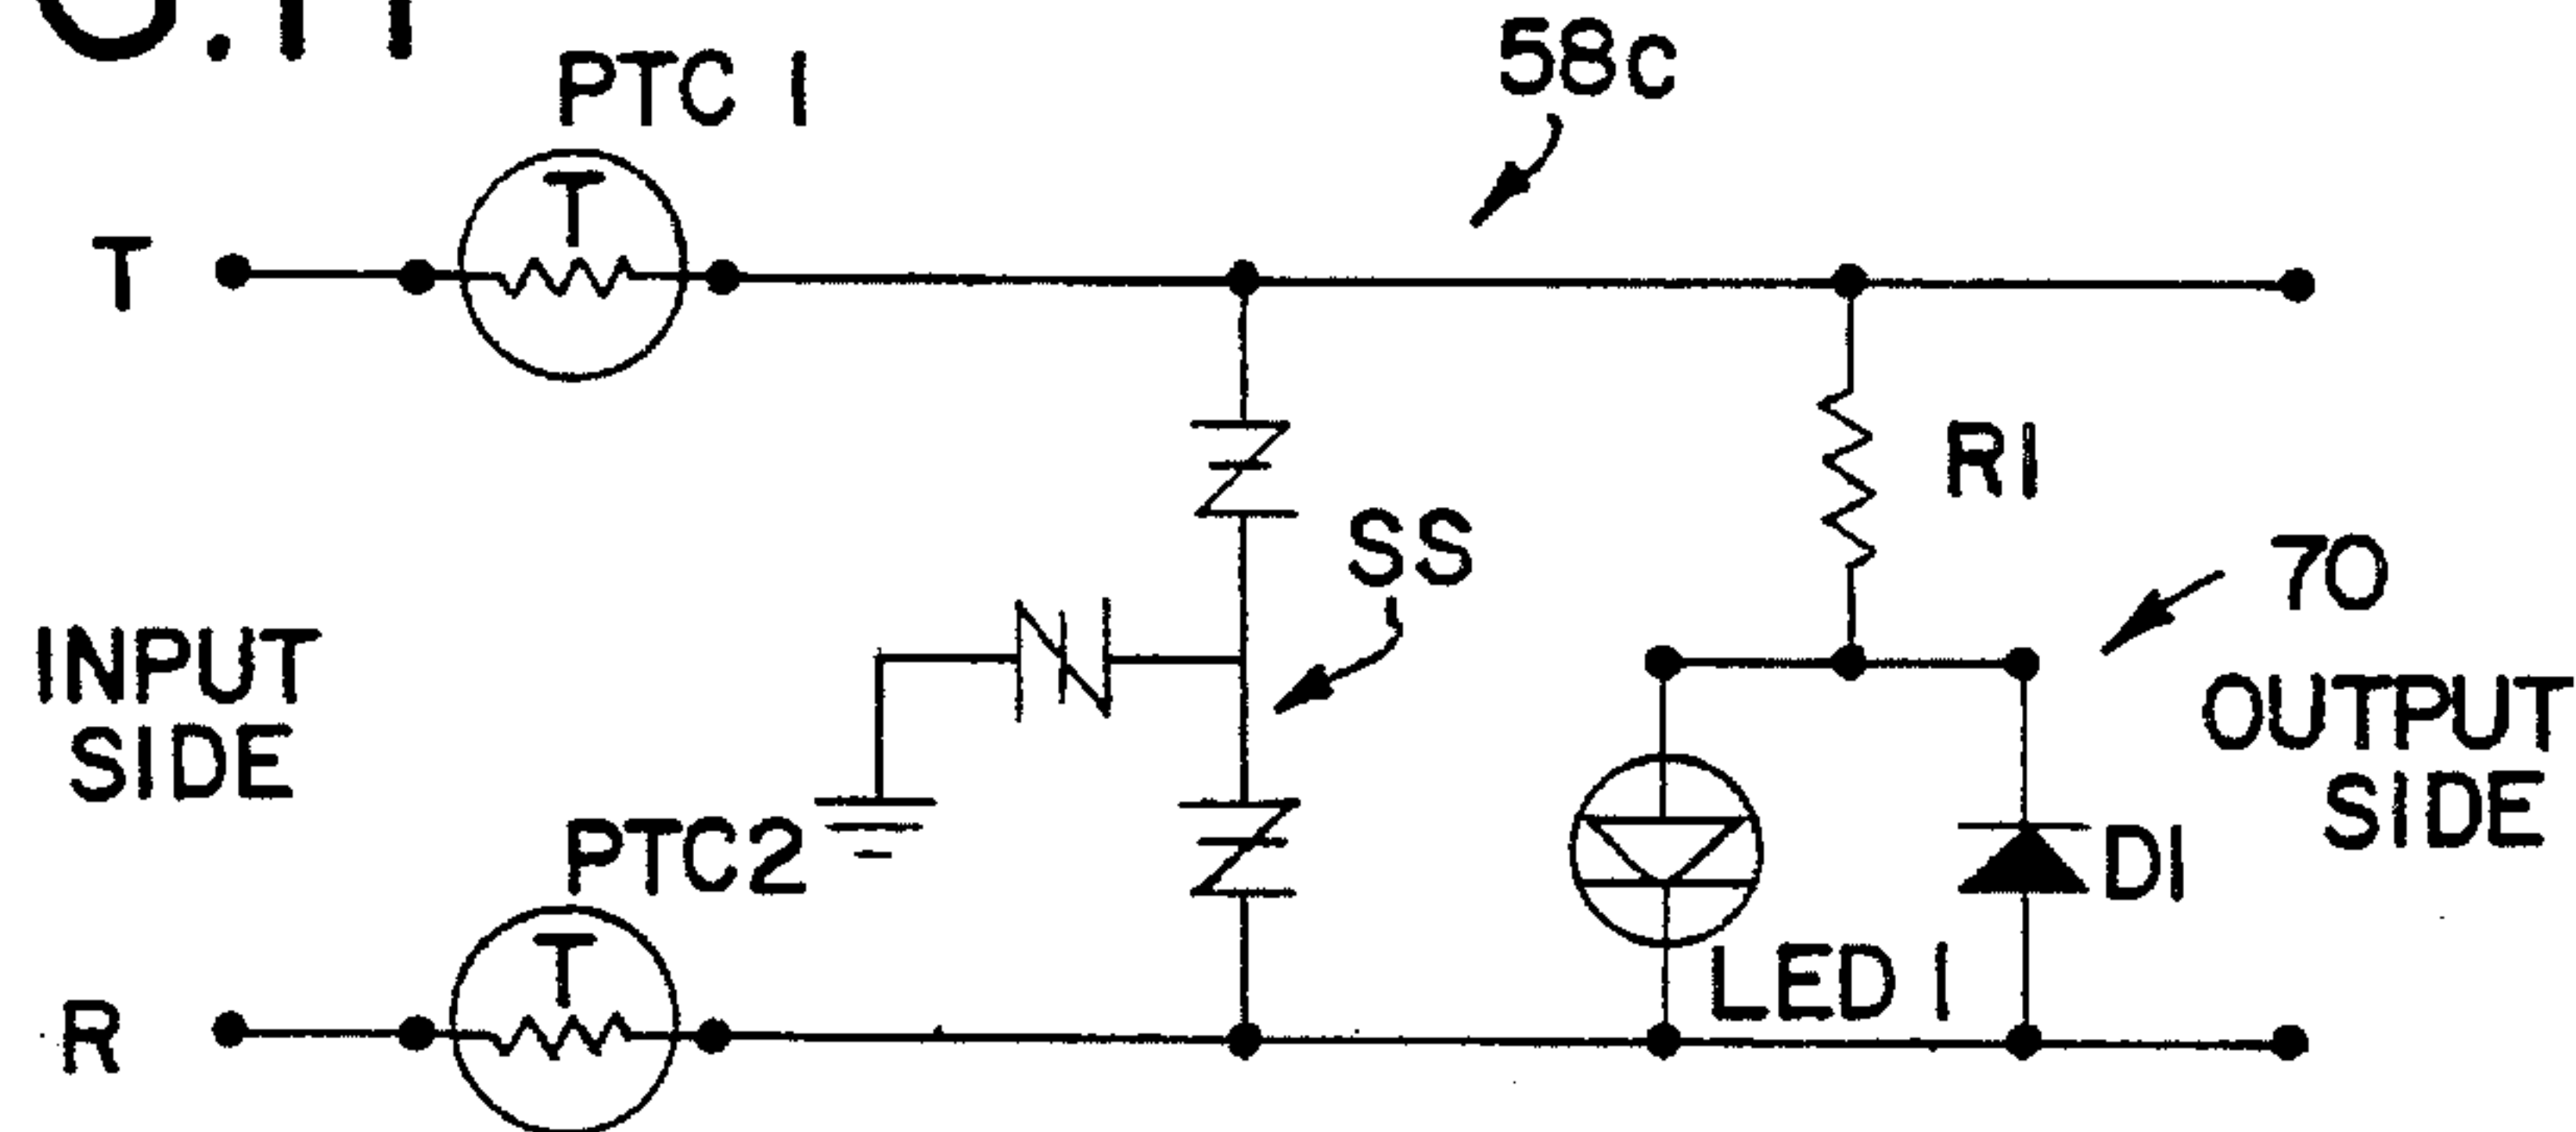 PTC 1
58c
T
T
R1
SS
70
INPUT
SIDE
OUTPUT
SIDE
PTC2
D1
T
LED 1
R